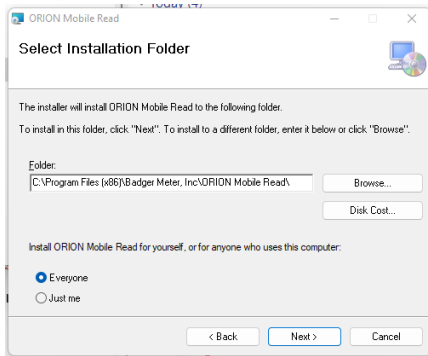 Today (4)
ORION Mobile Read
Select Installation Folder
The installer will install ORION Mobile Read to the following folder.
To install in this folder, click "Next". To install to a different folder, enter it below or click "Browse".
Folder:
C:\Program Files (x86)\Badger Meter, Inc\ORION Mobile Read\
Browse...
Disk Cost...
Install ORION Mobile Read for yourself, or for anyone who uses this computer:
Everyone
Just me
< Back
Next >
Cancel